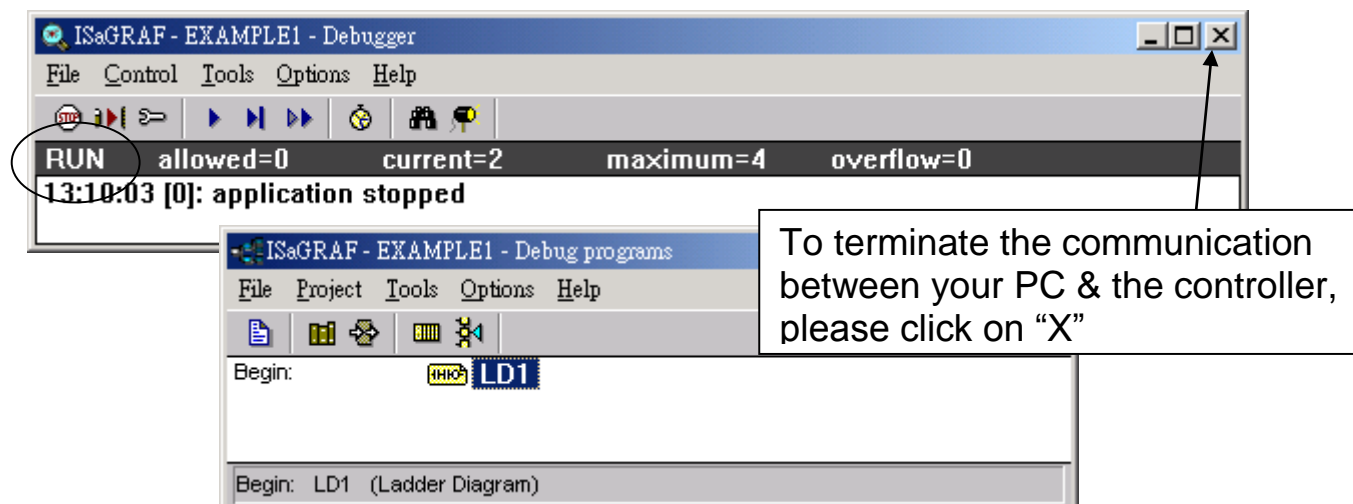 ISaGRAF - EXAMPLE1 - Debugger
File Control Tools Options Help
STOP
RUN allowed=0 current=2 maximum=4 overflow=0
13:10:03 [0]: application stopped
To terminate the communication
between your PC & the controller,
please click on “X”
ISaGRAF - EXAMPLE1 - Debug programs
File Project Tools Options Help
Begin: LD1
Begin: LD1 (Ladder Diagram)